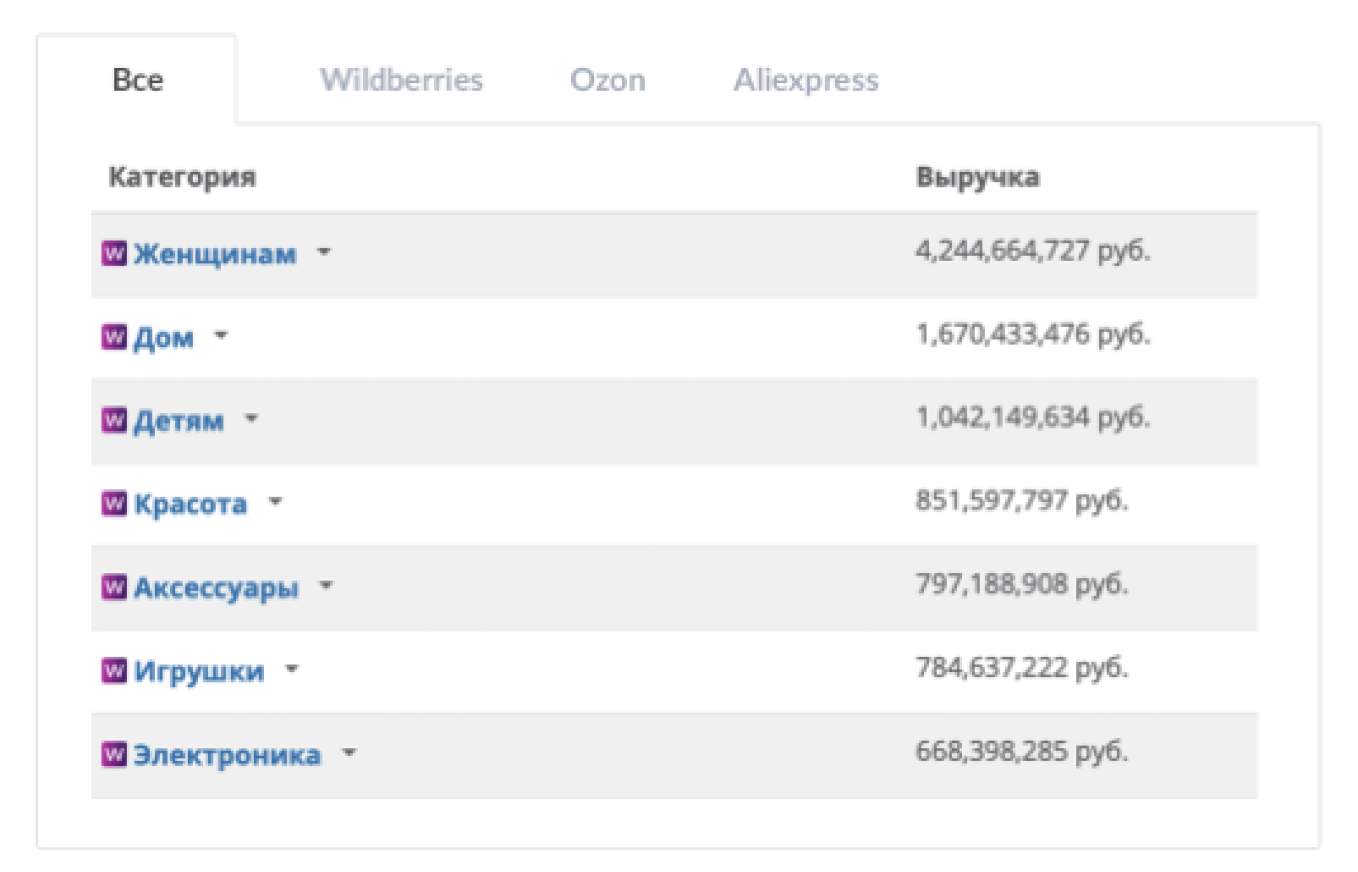 Все Wildberries Ozon Aliexpress
Категория Выручка
W Женщинам 4,244,664,727 руб.
W Дом 1,670,433,476 руб.
W Детям 1,042,149,634 руб.
W Красота 851,597,797 руб.
W Аксессуары 797,188,908 руб.
W Игрушки 784,637,222 руб.
W Электроника 668,398,285 руб.